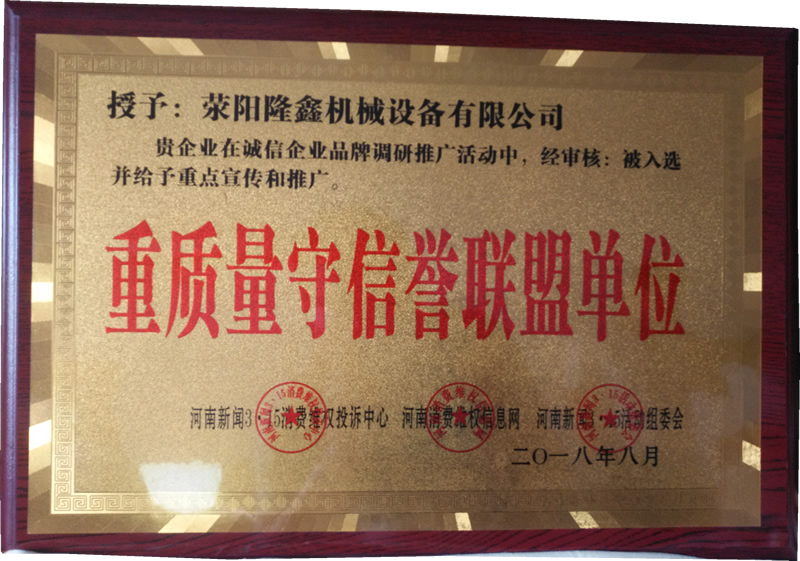 授予：荥阳隆鑫机械设备有限公司
贵企业在诚信企业品牌调研推广活动中，经审核：被入选
并给予重点宣传和推广。
重质量守信誉联盟单位
河南新闻3·15消费维权投诉中心 河南消费维权信息网 河南新闻3·15活动组委会
二〇一八年八月